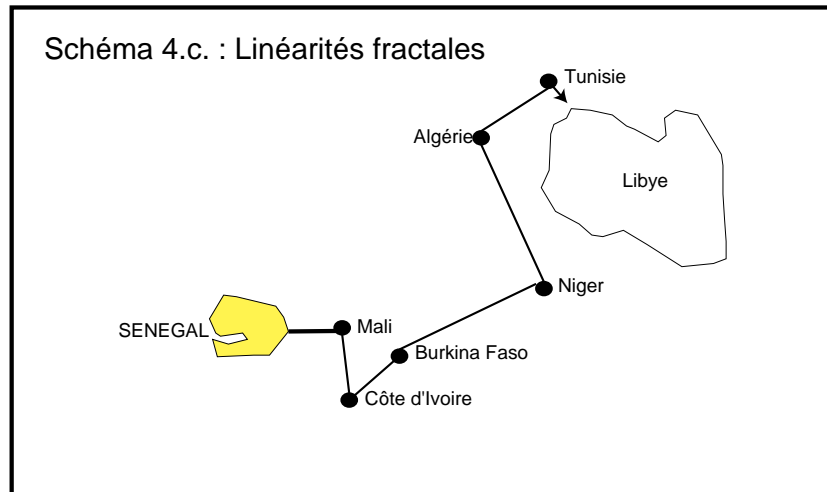 Schéma 4.c. : Linéarités fractales
Tunisie
Algérie
Libye
Niger
SENEGAL
Mali
Burkina Faso
Côte d'Ivoire